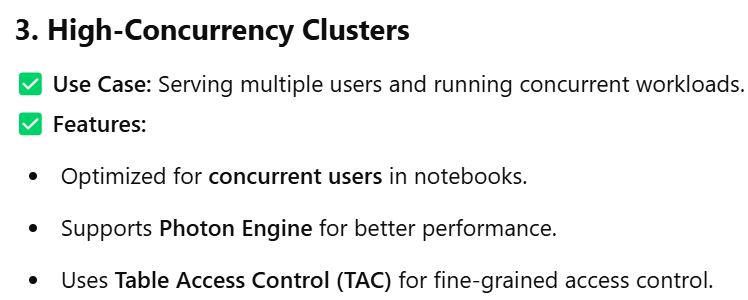 3. High-Concurrency Clusters
✅ Use Case: Serving multiple users and running concurrent workloads.
✅ Features:
• Optimized for concurrent users in notebooks.
• Supports Photon Engine for better performance.
• Uses Table Access Control (TAC) for fine-grained access control.